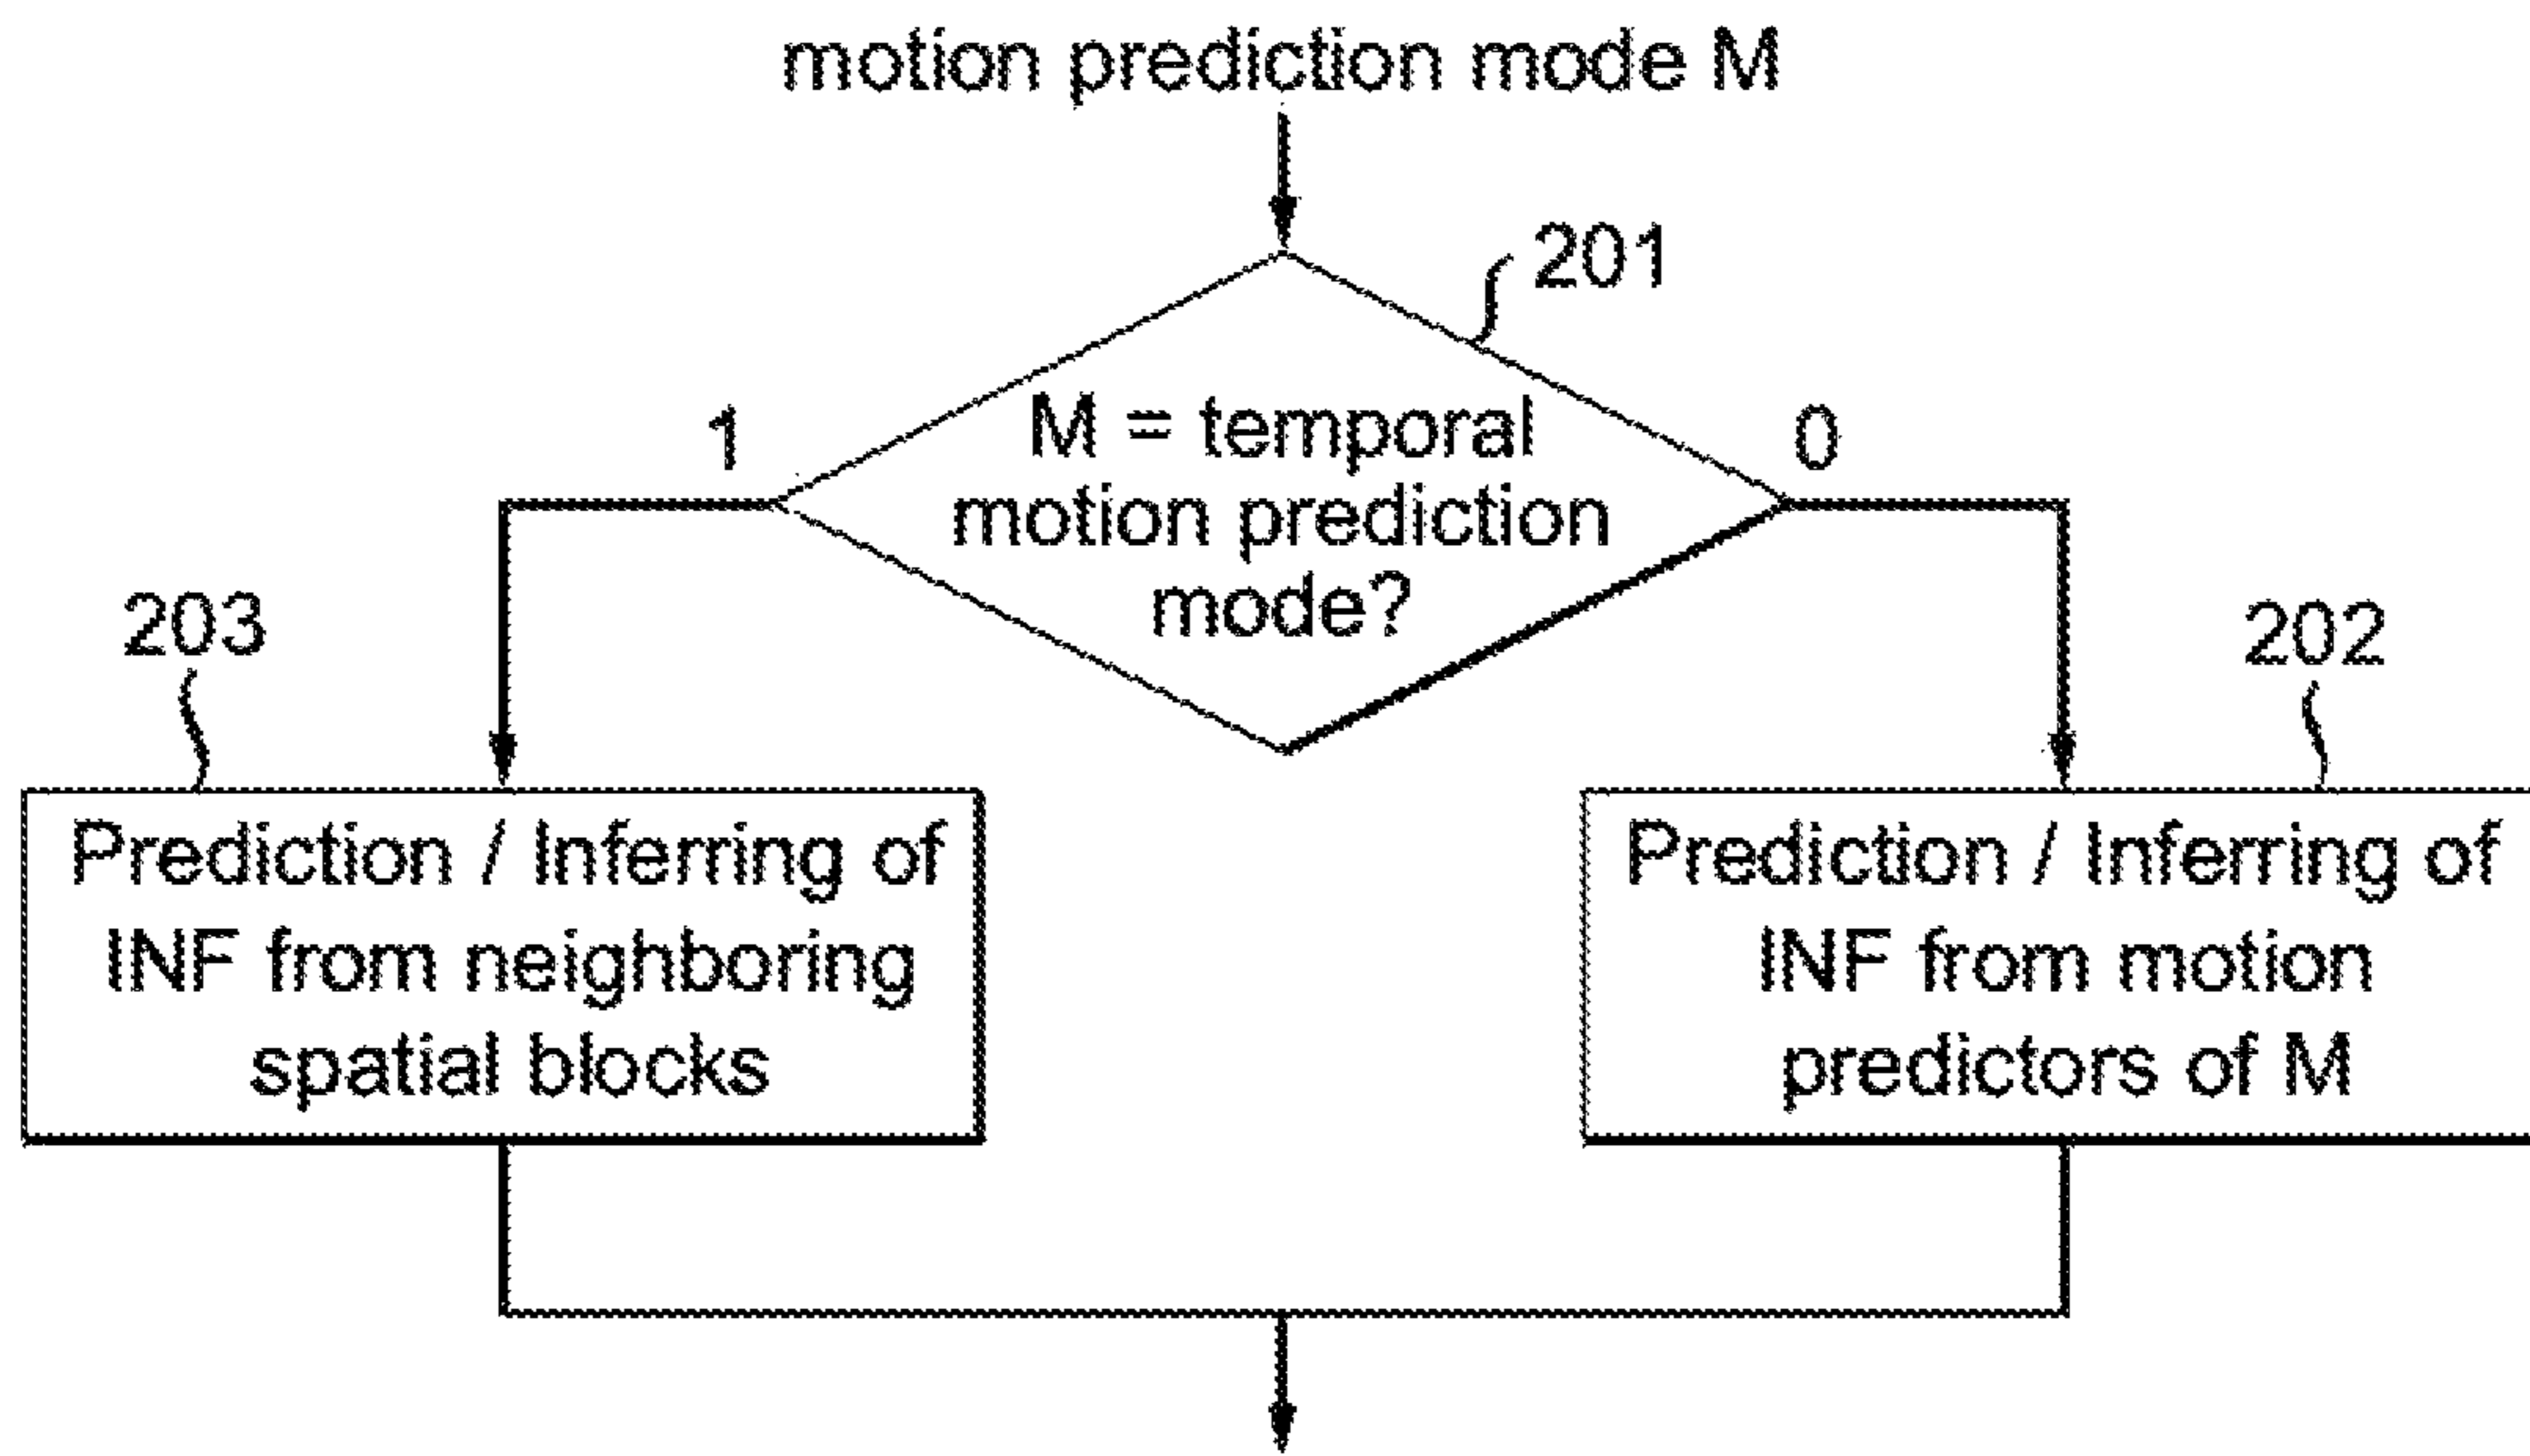 motion prediction mode M
201
M = temporal
motion prediction
mode?
1
0
203
Prediction / Inferring of
INF from neighboring
spatial blocks
202
Prediction / Inferring of
INF from motion
predictors of M